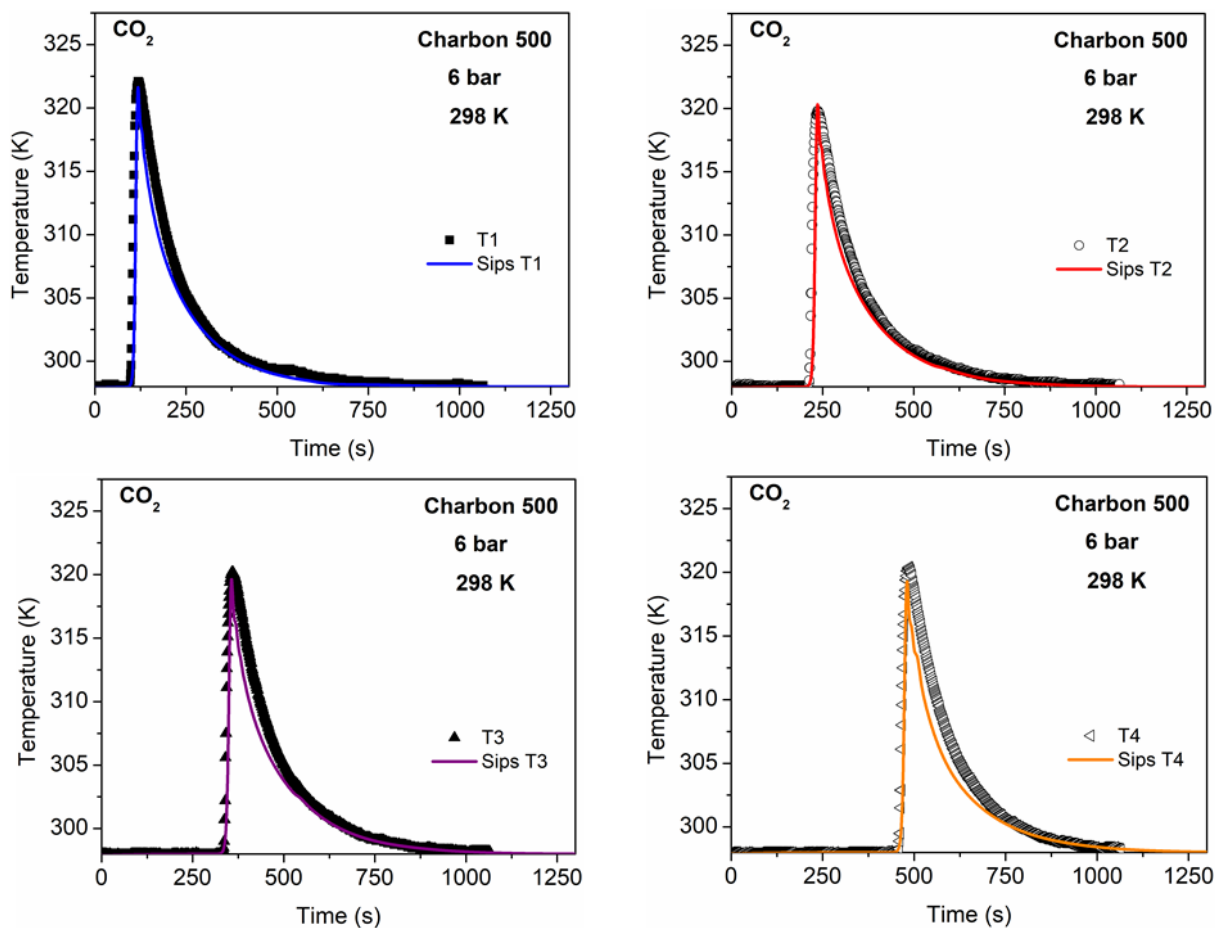 CO2
Charbon 500
6 bar
298 K
T1
Sips T1
Temperature (K)
325
320
315
310
305
300
0 250 500 750 1000 1250
Time (s)
CO2
Charbon 500
6 bar
298 K
T2
Sips T2
Temperature (K)
325
320
315
310
305
300
0 250 500 750 1000 1250
Time (s)
CO2
Charbon 500
6 bar
298 K
T3
Sips T3
Temperature (K)
325
320
315
310
305
300
0 250 500 750 1000 1250
Time (s)
CO2
Charbon 500
6 bar
298 K
T4
Sips T4
Temperature (K)
325
320
315
310
305
300
0 250 500 750 1000 1250
Time (s)